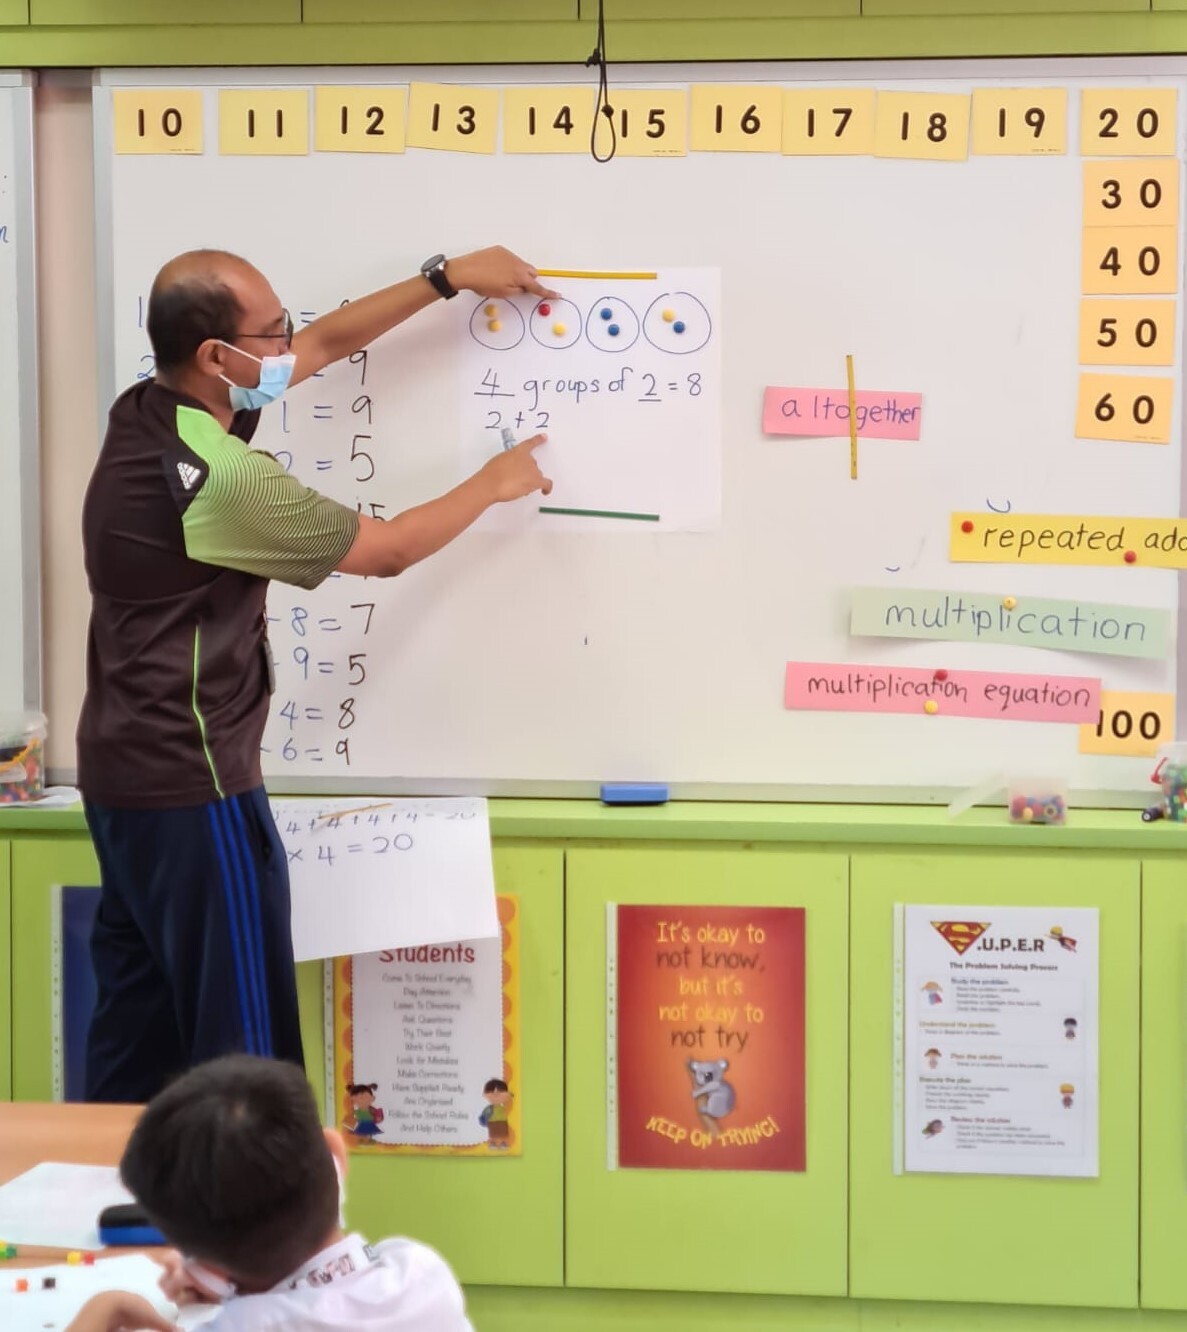 10 11 12 13 14 15 16 17 18 19 20
30
40
50
60
100
= 9
1 = 9
= 5
15
- 8 = 7
9 = 5
4 = 8
- 6 = 9
4 groups of 2 = 8
2 + 2
altogether
repeated
multiplication
multiplication equation
4 + 4 + 4 + 4 = 20
× 4 = 20
Students
Come To School Everyday
Pay Attention
Listen To Directions
Ask Questions
Try Their Best
Work Quietly
Look for Mistakes
Make Corrections
Have Supplies Ready
Are Organised
Follow the School Rules
And Help Others
It's okay to
not know,
but it's
not okay to
not try
KEEP ON TRYING!
S.U.P.E.R
The Problem Solving Process
Study the problem
Understand the problem
Plan the solution
Execute the plan
Review the solution